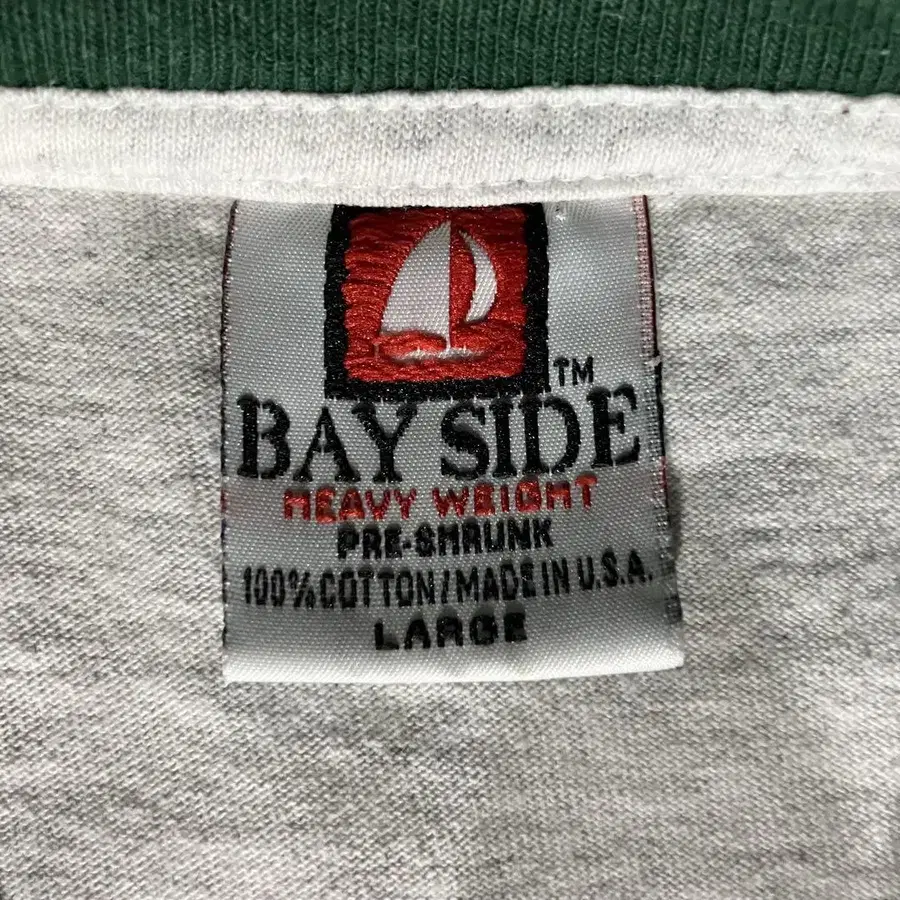 BAY SIDE™
HEAVY WEIGHT
PRE-SHRUNK
100% COTTON/MADE IN U.S.A.
LARGE